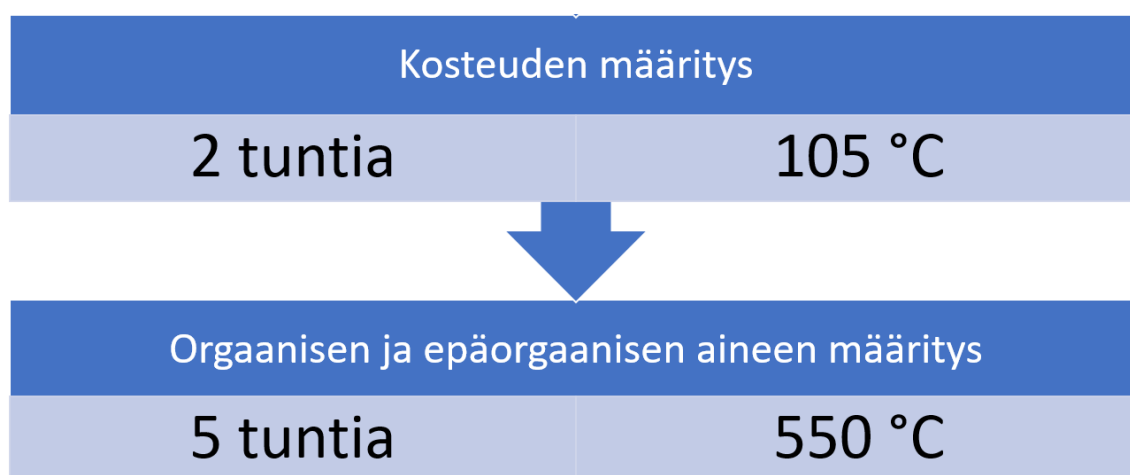 Kosteuden määritys
2 tuntia 105 °C
Orgaanisen ja epäorgaanisen aineen määritys
5 tuntia 550 °C